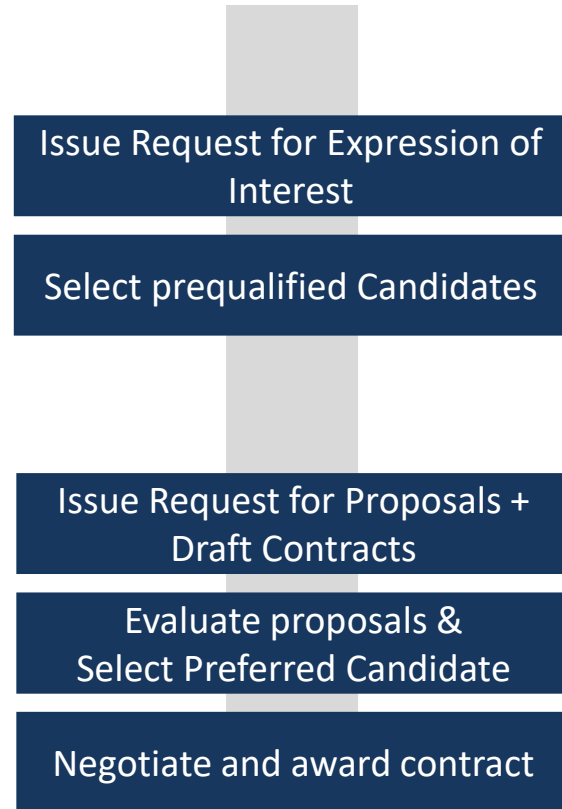 Issue Request for Expression of
Interest
Select prequalified Candidates
Issue Request for Proposals +
Draft Contracts
Evaluate proposals &
Select Preferred Candidate
Negotiate and award contract